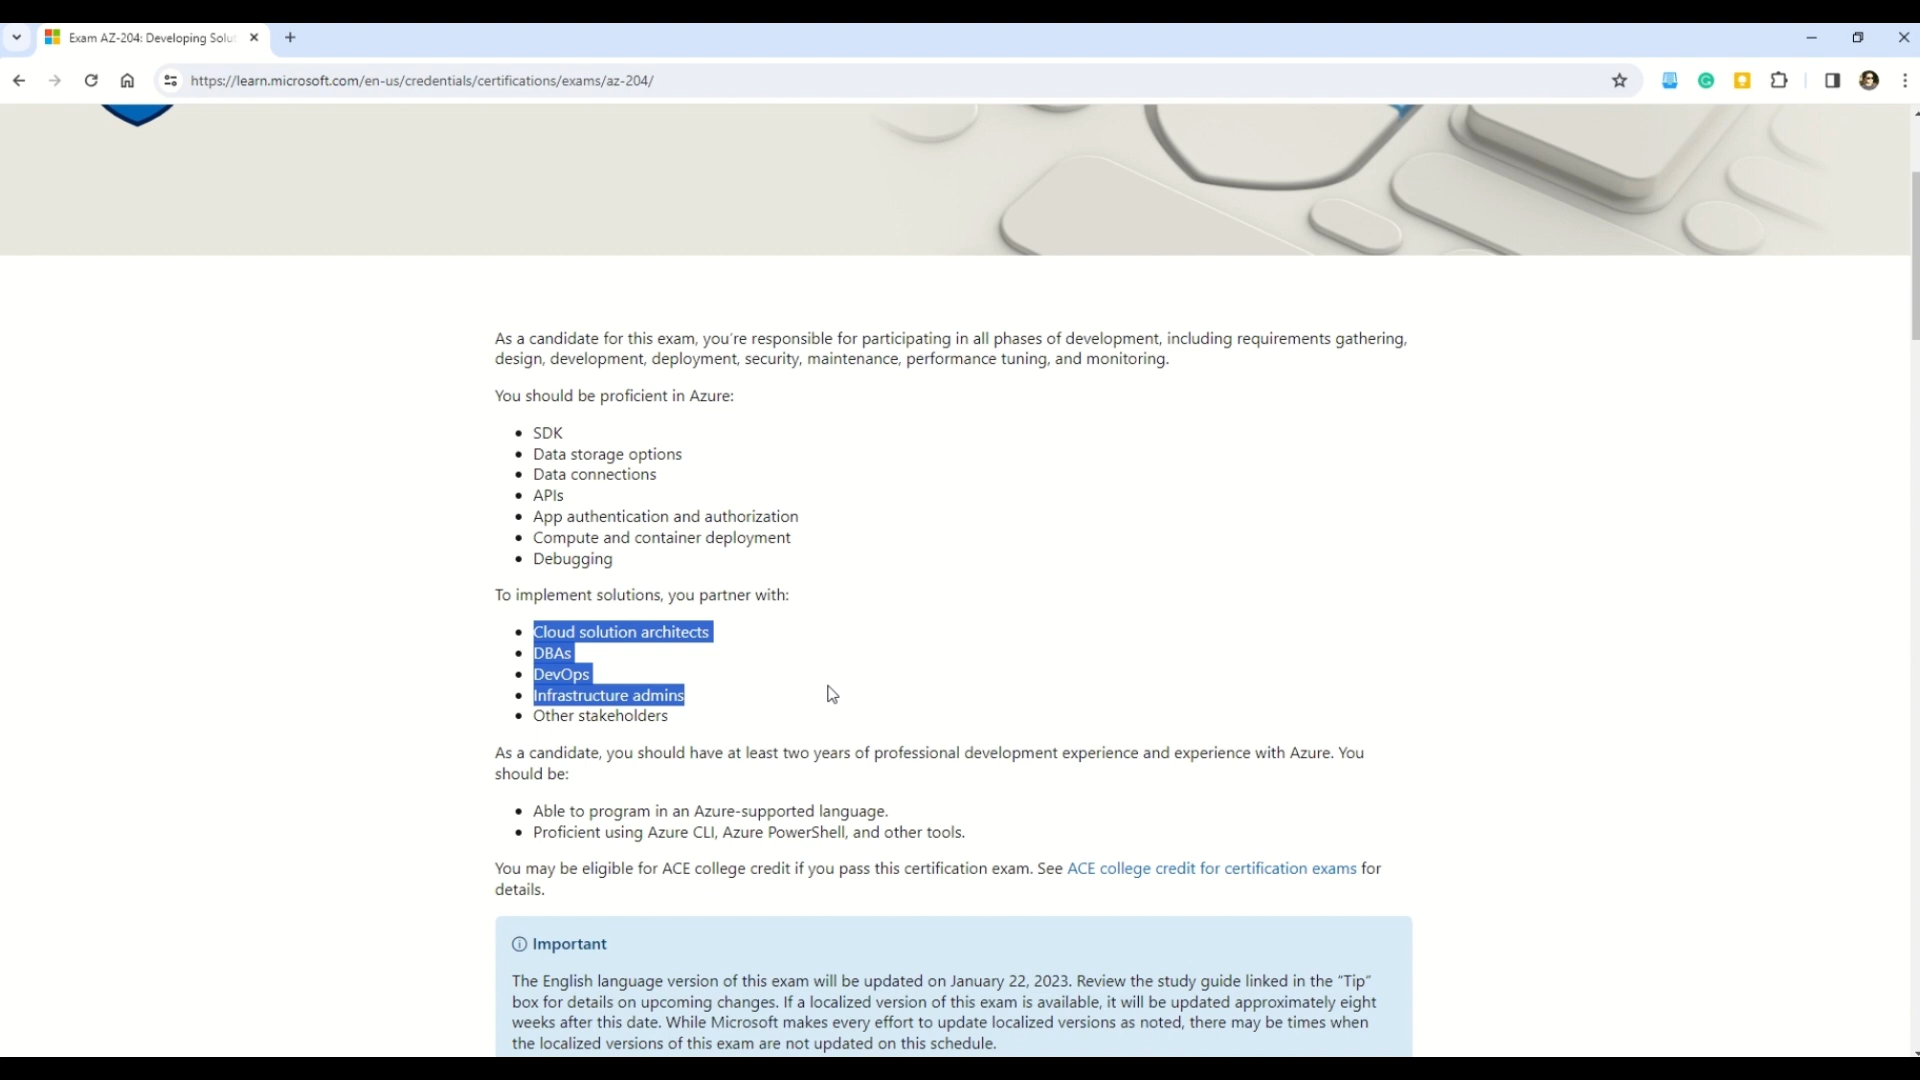 Exam AZ-204: Developing Solut
https://learn.microsoft.com/en-us/credentials/certifications/exams/az-204/
As a candidate for this exam, you're responsible for participating in all phases of development, including requirements gathering,
design, development, deployment, security, maintenance, performance tuning, and monitoring.
You should be proficient in Azure:
SDK
Data storage options
Data connections
APIs
App authentication and authorization
Compute and container deployment
Debugging
To implement solutions, you partner with:
Cloud solution architects
DBAs
DevOps
Infrastructure admins
Other stakeholders
As a candidate, you should have at least two years of professional development experience and experience with Azure. You
should be:
Able to program in an Azure-supported language.
Proficient using Azure CLI, Azure PowerShell, and other tools.
You may be eligible for ACE college credit if you pass this certification exam. See ACE college credit for certification exams for
details.
Important
The English language version of this exam will be updated on January 22, 2023. Review the study guide linked in the “Tip”
box for details on upcoming changes. If a localized version of this exam is available, it will be updated approximately eight
weeks after this date. While Microsoft makes every effort to update localized versions as noted, there may be times when
the localized versions of this exam are not updated on this schedule.